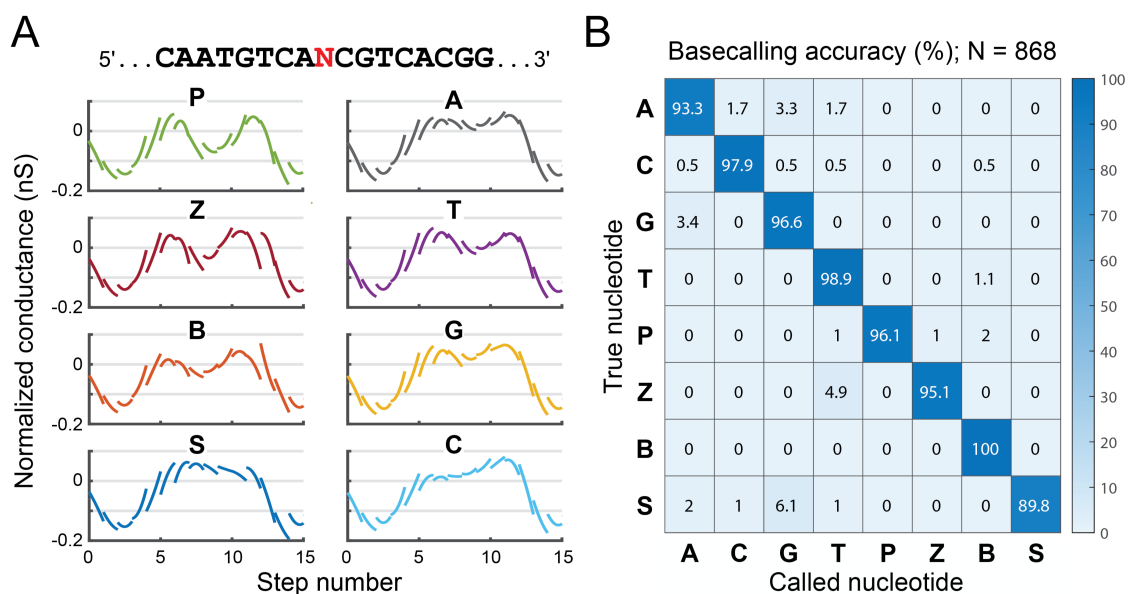 A
5'...CAATGTCANCGTCACGG...3'
Normalized conductance (nS)
P
0
-0.2
A
Z
0
-0.2
T
B
0
-0.2
G
S
0
-0.2
C
0 5 10 15
0 5 10 15
Step number
B
Basecalling accuracy (%); N = 868
True nucleotide
A 93.3 1.7 3.3 1.7 0 0 0 0
C 0.5 97.9 0.5 0.5 0 0 0.5 0
G 3.4 0 96.6 0 0 0 0 0
T 0 0 0 98.9 0 0 1.1 0
P 0 0 0 1 96.1 1 2 0
Z 0 0 0 4.9 0 95.1 0 0
B 0 0 0 0 0 0 100 0
S 2 1 6.1 1 0 0 0 89.8
A C G T P Z B S
Called nucleotide
100
90
80
70
60
50
40
30
20
10
0